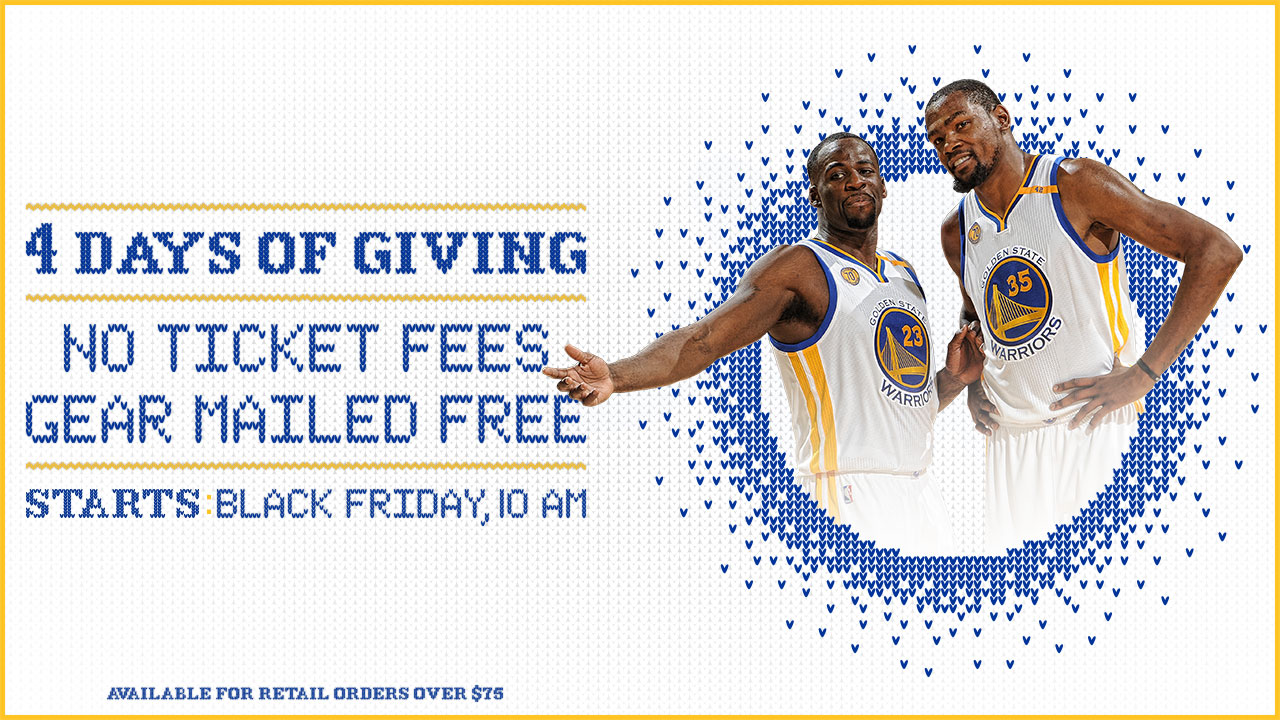 4 DAYS OF GIVING
NO TICKET FEES
GEAR MAILED FREE
STARTS: BLACK FRIDAY, 10 AM
AVAILABLE FOR RETAIL ORDERS OVER $75
GOLDEN STATE
23
WARRIORS
42
GOLDEN STATE
35
WARRIORS